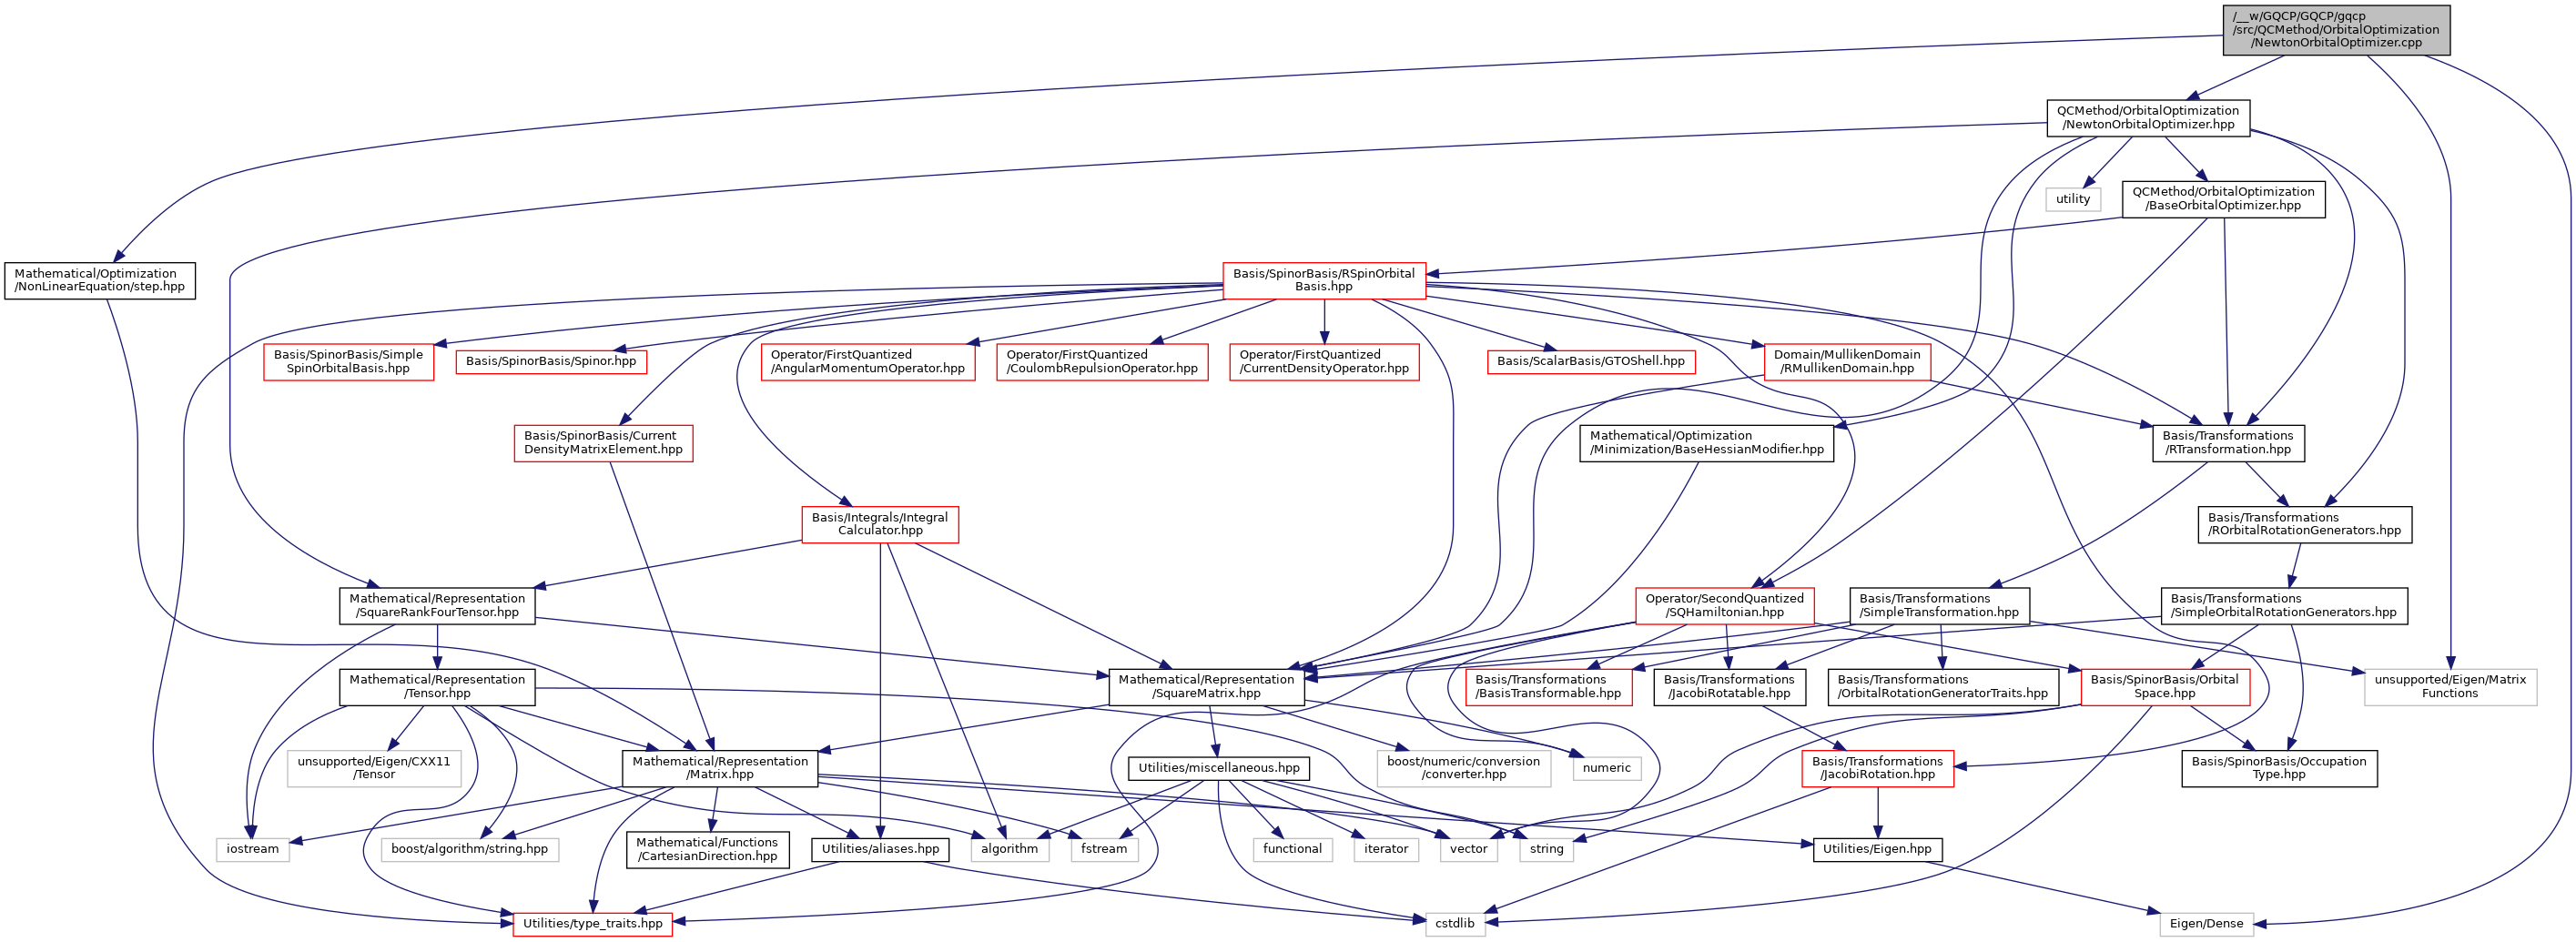 /__w/GQCP/GQCP/gqcp
/src/QCMethod/OrbitalOptimization
/NewtonOrbitalOptimizer.cpp
QCMethod/OrbitalOptimization
/NewtonOrbitalOptimizer.hpp
utility
QCMethod/OrbitalOptimization
/BaseOrbitalOptimizer.hpp
Mathematical/Optimization
/NonLinearEquation/step.hpp
Basis/SpinorBasis/RSpinOrbital
Basis.hpp
Basis/SpinorBasis/Simple
SpinOrbitalBasis.hpp
Basis/SpinorBasis/Spinor.hpp
Operator/FirstQuantized
/AngularMomentumOperator.hpp
Operator/FirstQuantized
/CoulombRepulsionOperator.hpp
Operator/FirstQuantized
/CurrentDensityOperator.hpp
Basis/ScalarBasis/GTOShell.hpp
Domain/MullikenDomain
/RMullikenDomain.hpp
Basis/SpinorBasis/Current
DensityMatrixElement.hpp
Mathematical/Optimization
/Minimization/BaseHessianModifier.hpp
Basis/Transformations
/RTransformation.hpp
Basis/Integrals/Integral
Calculator.hpp
Basis/Transformations
/ROrbitalRotationGenerators.hpp
Mathematical/Representation
/SquareRankFourTensor.hpp
Operator/SecondQuantized
/SQHamiltonian.hpp
Basis/Transformations
/SimpleTransformation.hpp
Basis/Transformations
/SimpleOrbitalRotationGenerators.hpp
Mathematical/Representation
/Tensor.hpp
Mathematical/Representation
/SquareMatrix.hpp
Basis/Transformations
/BasisTransformable.hpp
Basis/Transformations
/JacobiRotatable.hpp
Basis/Transformations
/OrbitalRotationGeneratorTraits.hpp
Basis/SpinorBasis/Orbital
Space.hpp
unsupported/Eigen/Matrix
Functions
unsupported/Eigen/CXX11
/Tensor
Mathematical/Representation
/Matrix.hpp
Utilities/miscellaneous.hpp
boost/numeric/conversion
/converter.hpp
numeric
Basis/Transformations
/JacobiRotation.hpp
Basis/SpinorBasis/Occupation
Type.hpp
iostream
boost/algorithm/string.hpp
Mathematical/Functions
/CartesianDirection.hpp
Utilities/aliases.hpp
algorithm
fstream
functional
iterator
vector
string
Utilities/Eigen.hpp
Utilities/type_traits.hpp
cstdlib
Eigen/Dense